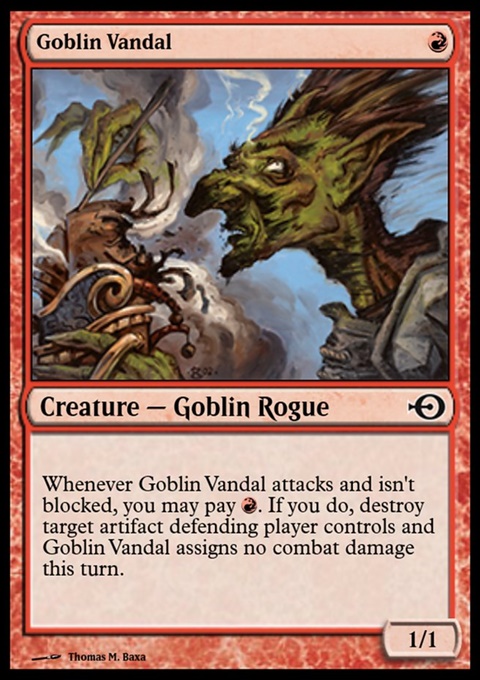 Goblin Vandal
Creature — Goblin Rogue
Whenever Goblin Vandal attacks and isn't
blocked, you may pay . If you do, destroy
target artifact defending player controls and
Goblin Vandal assigns no combat damage
this turn.
1/1
Thomas M. Baxa